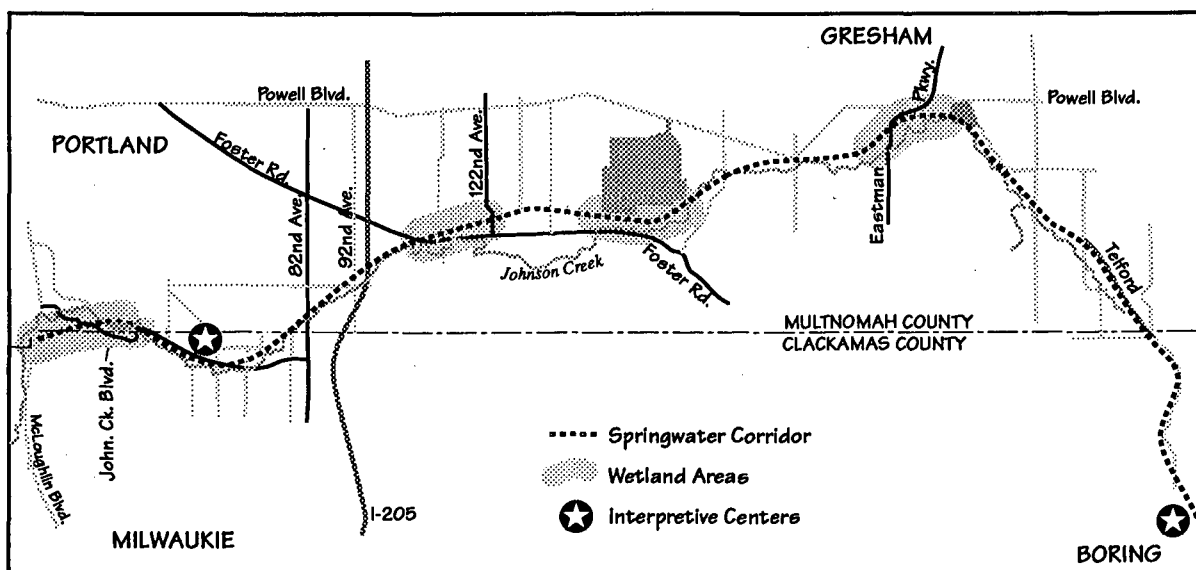 GRESHAM
Pkwy.
Powell Blvd.
Powell Blvd.
PORTLAND
Foster Rd.
82nd Ave.
92nd Ave.
122nd Ave.
Eastman
Johnson Creek
Foster Rd.
Telford
MULTNOMAH COUNTY
CLACKAMAS COUNTY
John. Ck. Blvd.
McLoughlin Blvd.
Springwater Corridor
Wetland Areas
Interpretive Centers
I-205
MILWAUKIE
BORING